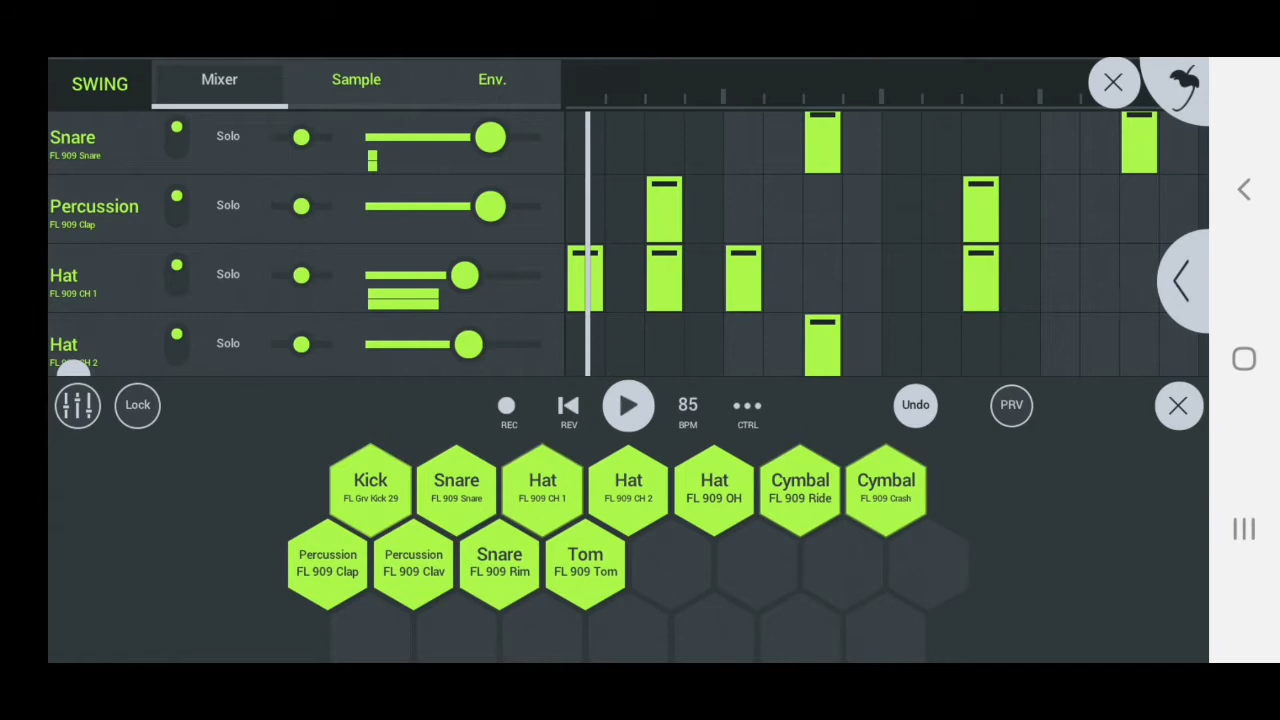 SWING Mixer Sample Env.
Snare
FL 909 Snare
Solo
Percussion
FL 909 Clap
Solo
Hat
FL 909 CH 1
Solo
Hat
FL 909 CH 2
Solo
Lock REC REV 85 BPM CTRL Undo PRV
Kick Snare Hat Hat Hat Cymbal Cymbal
FL Grv Kick 29 FL 909 Snare FL 909 CH 1 FL 909 CH 2 FL 909 OH FL 909 Ride FL 909 Crash
Percussion Percussion Snare Tom
FL 909 Clap FL 909 Clav FL 909 Rim FL 909 Tom